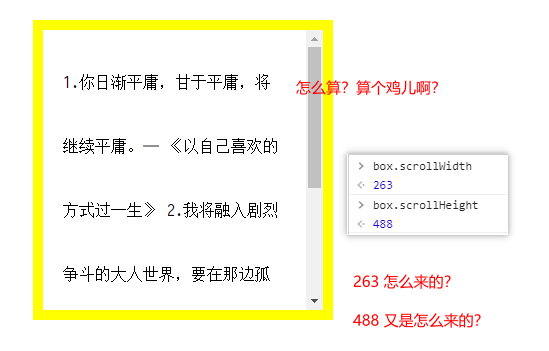 1.你日渐平庸，甘于平庸，将
继续平庸。— 《以自己喜欢的
方式过一生》 2.我将融入剧烈
争斗的大人世界，要在那边孤
怎么算？算个鸡儿啊？
box.scrollWidth
263
box.scrollHeight
488
263 怎么来的？
488 又是怎么来的？